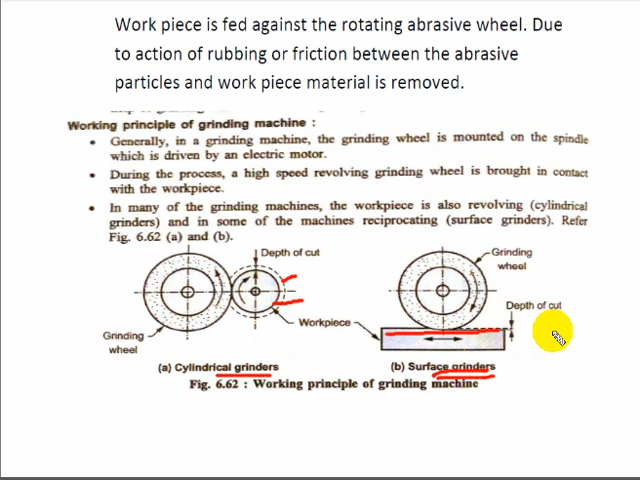 Work piece is fed against the rotating abrasive wheel. Due
to action of rubbing or friction between the abrasive
particles and work piece material is removed.
Working principle of grinding machine :
• Generally, in a grinding machine, the grinding wheel is mounted on the spindle
which is driven by an electric motor.
• During the process, a high speed revolving grinding wheel is brought in contact
with the workpiece.
• In many of the grinding machines, the workpiece is also revolving (cylindrical
grinders) and in some of the machines reciprocating (surface grinders). Refer
Fig. 6.62 (a) and (b).
Depth of cut
Grinding
wheel
Workpiece
Grinding
wheel
Depth of cut
(a) Cylindrical grinders
(b) Surface grinders
Fig. 6.62 : Working principle of grinding machine